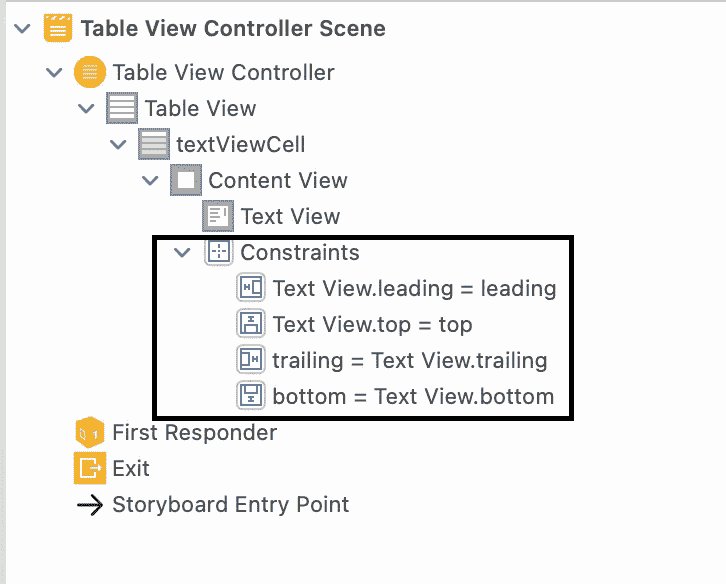 Table View Controller Scene
Table View Controller
Table View
textViewCell
Content View
Text View
Constraints
Text View.leading = leading
Text View.top = top
trailing = Text View.trailing
bottom = Text View.bottom
First Responder
Exit
Storyboard Entry Point